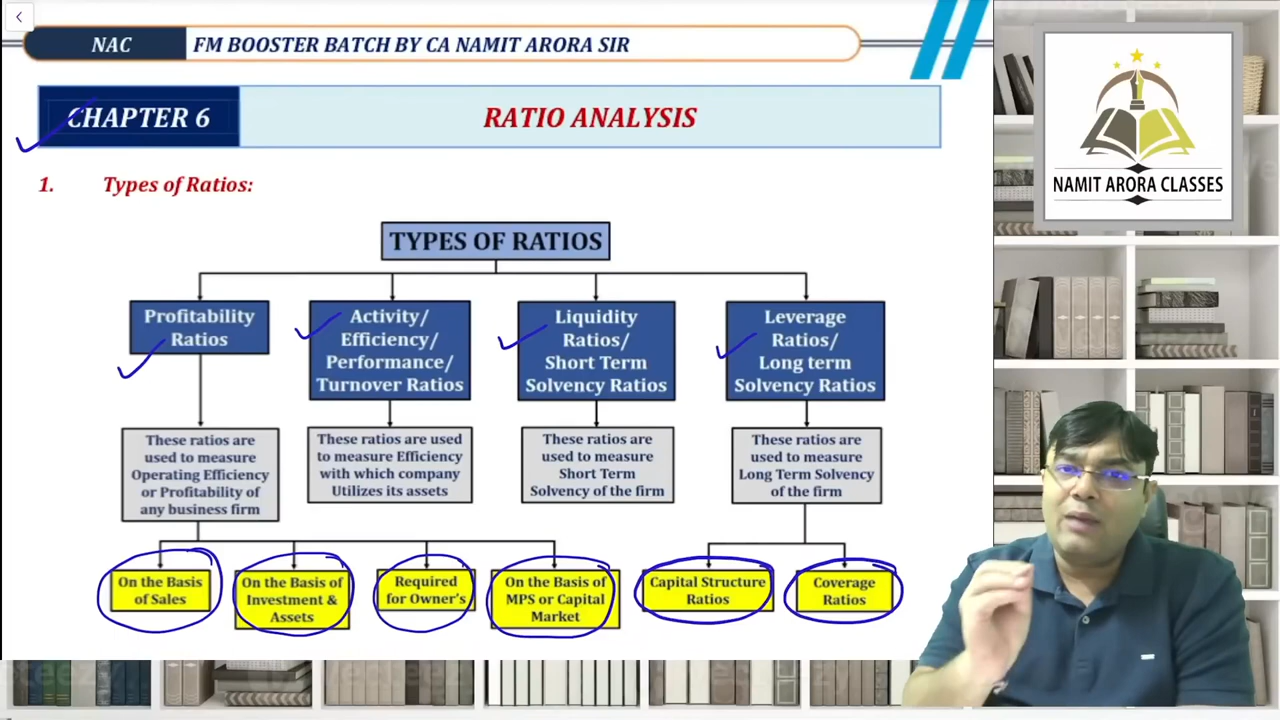 NAC
FM BOOSTER BATCH BY CA NAMIT ARORA SIR
CHAPTER 6
RATIO ANALYSIS
1. Types of Ratios:
TYPES OF RATIOS
Profitability
Ratios
Activity/
Efficiency/
Performance/
Turnover Ratios
Liquidity
Ratios/
Short Term
Solvency Ratios
Leverage
Ratios/
Long term
Solvency Ratios
These ratios are
used to measure
Operating Efficiency
or Profitability of
any business firm
These ratios are used
to measure Efficiency
with which company
Utilizes its assets
These ratios are
used to measure
Short Term
Solvency of the firm
These ratios are
used to measure
Long Term Solvency
of the firm
On the Basis
of Sales
On the Basis of
Investment &
Assets
Required
for Owner's
On the Basis of
MPS or Capital
Market
Capital Structure
Ratios
Coverage
Ratios
NAMIT ARORA CLASSES